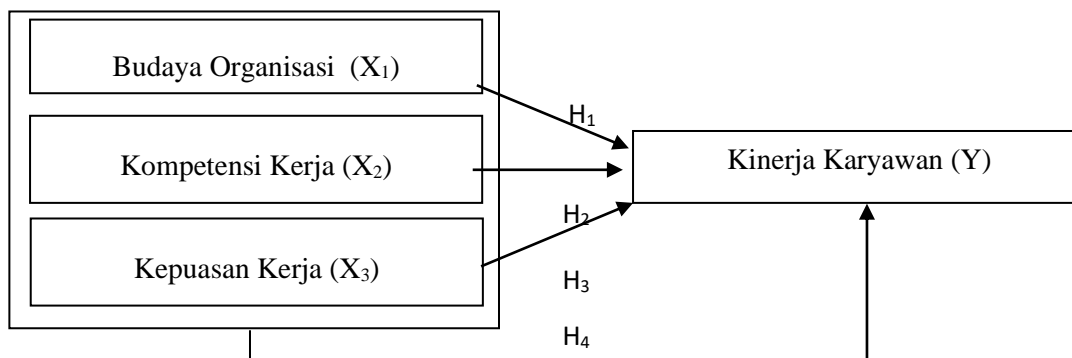 Budaya Organisasi (X₁)
H₁
Kinerja Karyawan (Y)
Kompetensi Kerja (X₂)
H₂
Kepuasan Kerja (X₃)
H₃
H₄